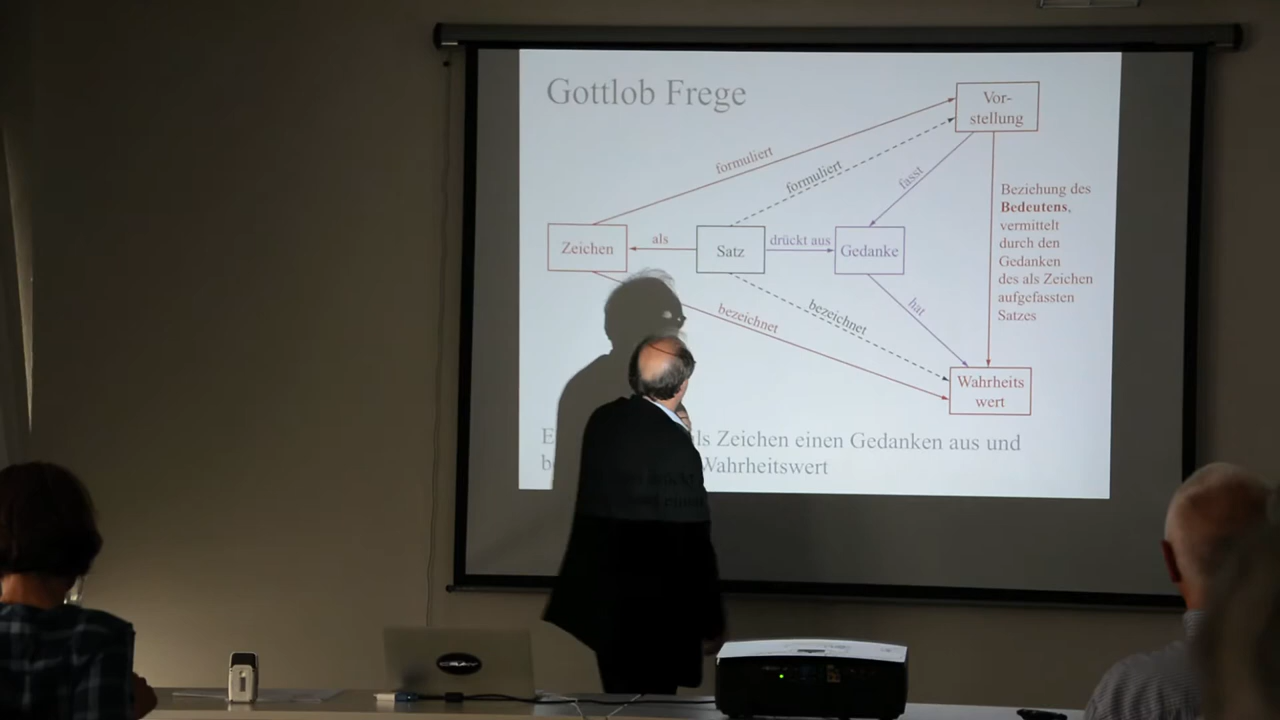 Gottlob Frege
Vor-
stellung
formuliert
formuliert
fasst
Beziehung des
Bedeutens,
vermittelt
durch den
Gedanken
des als Zeichen
aufgefassten
Satzes
Zeichen
als
Satz
drückt aus
Gedanke
bezeichnet
bezeichnet
hat
Wahrheits
wert
als Zeichen einen Gedanken aus und
Wahrheitswert